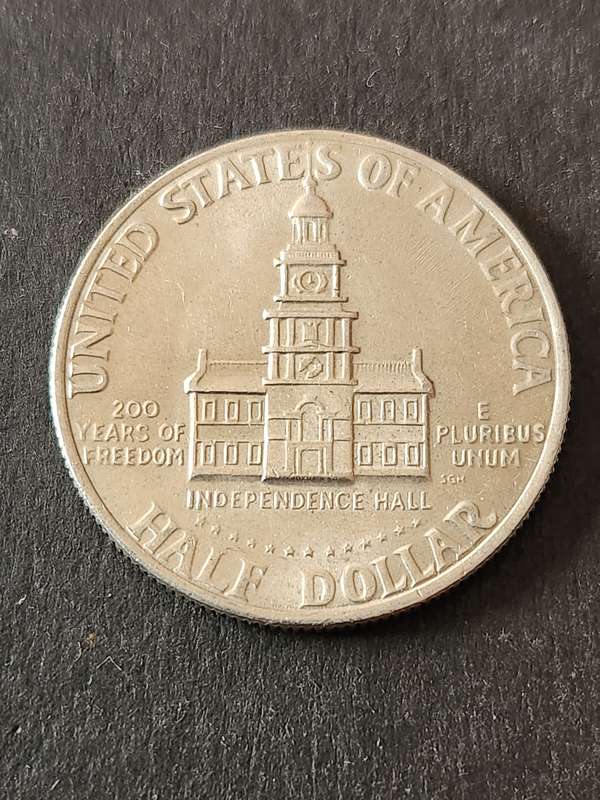 UNITED STATES OF AMERICA
200
YEARS OF
FREEDOM
E
PLURIBUS
UNUM
SGH
INDEPENDENCE HALL
HALF DOLLAR